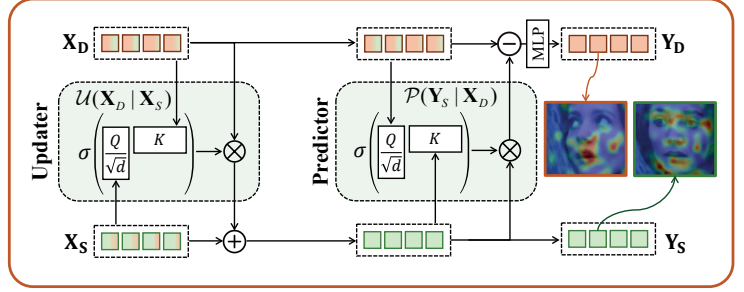 X_D
𝒰(X_D | X_S)
Updater
σ ( Q/√d K )
X_S
𝒫(Y_S | X_D)
Predictor
σ ( Q/√d K )
MLP
Y_D
Y_S